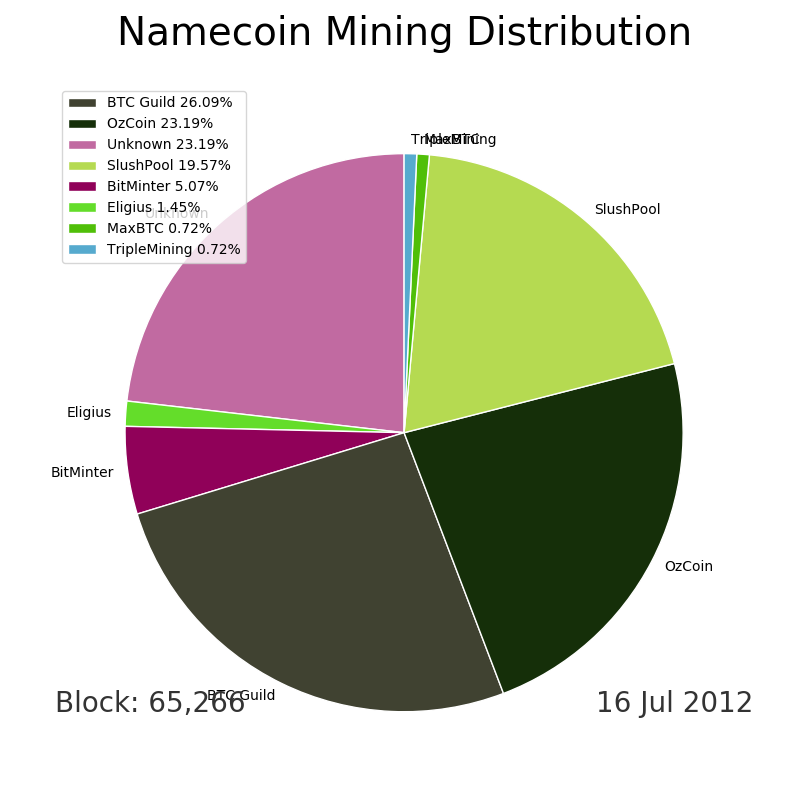 Namecoin Mining Distribution
BTC Guild 26.09%
OzCoin 23.19%
Unknown 23.19%
SlushPool 19.57%
BitMinter 5.07%
Eligius 1.45%
MaxBTC 0.72%
TripleMining 0.72%
TripleMining
MaxBTC
SlushPool
Unknown
Eligius
BitMinter
OzCoin
BTC Guild
Block: 65,266
16 Jul 2012